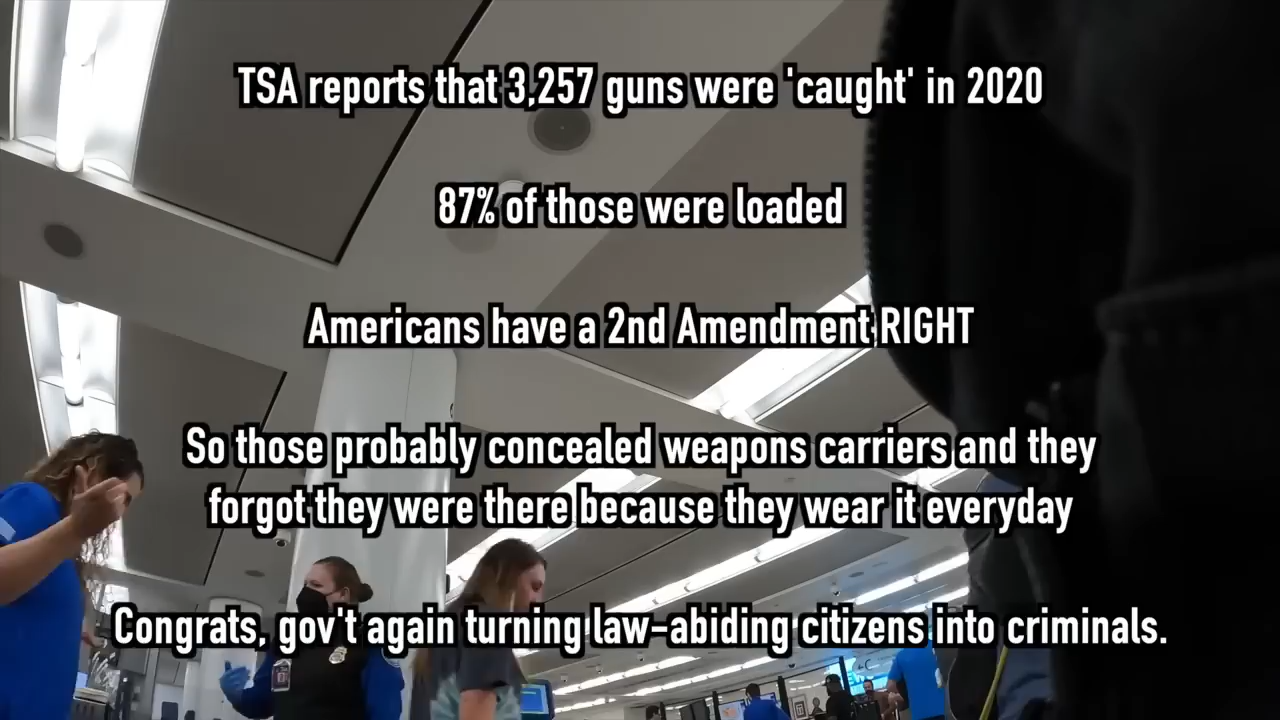 TSA reports that 3,257 guns were 'caught' in 2020
87% of those were loaded
Americans have a 2nd Amendment RIGHT
So those probably concealed weapons carriers and they
forgot they were there because they wear it everyday
Congrats, gov't again turning law-abiding citizens into criminals.